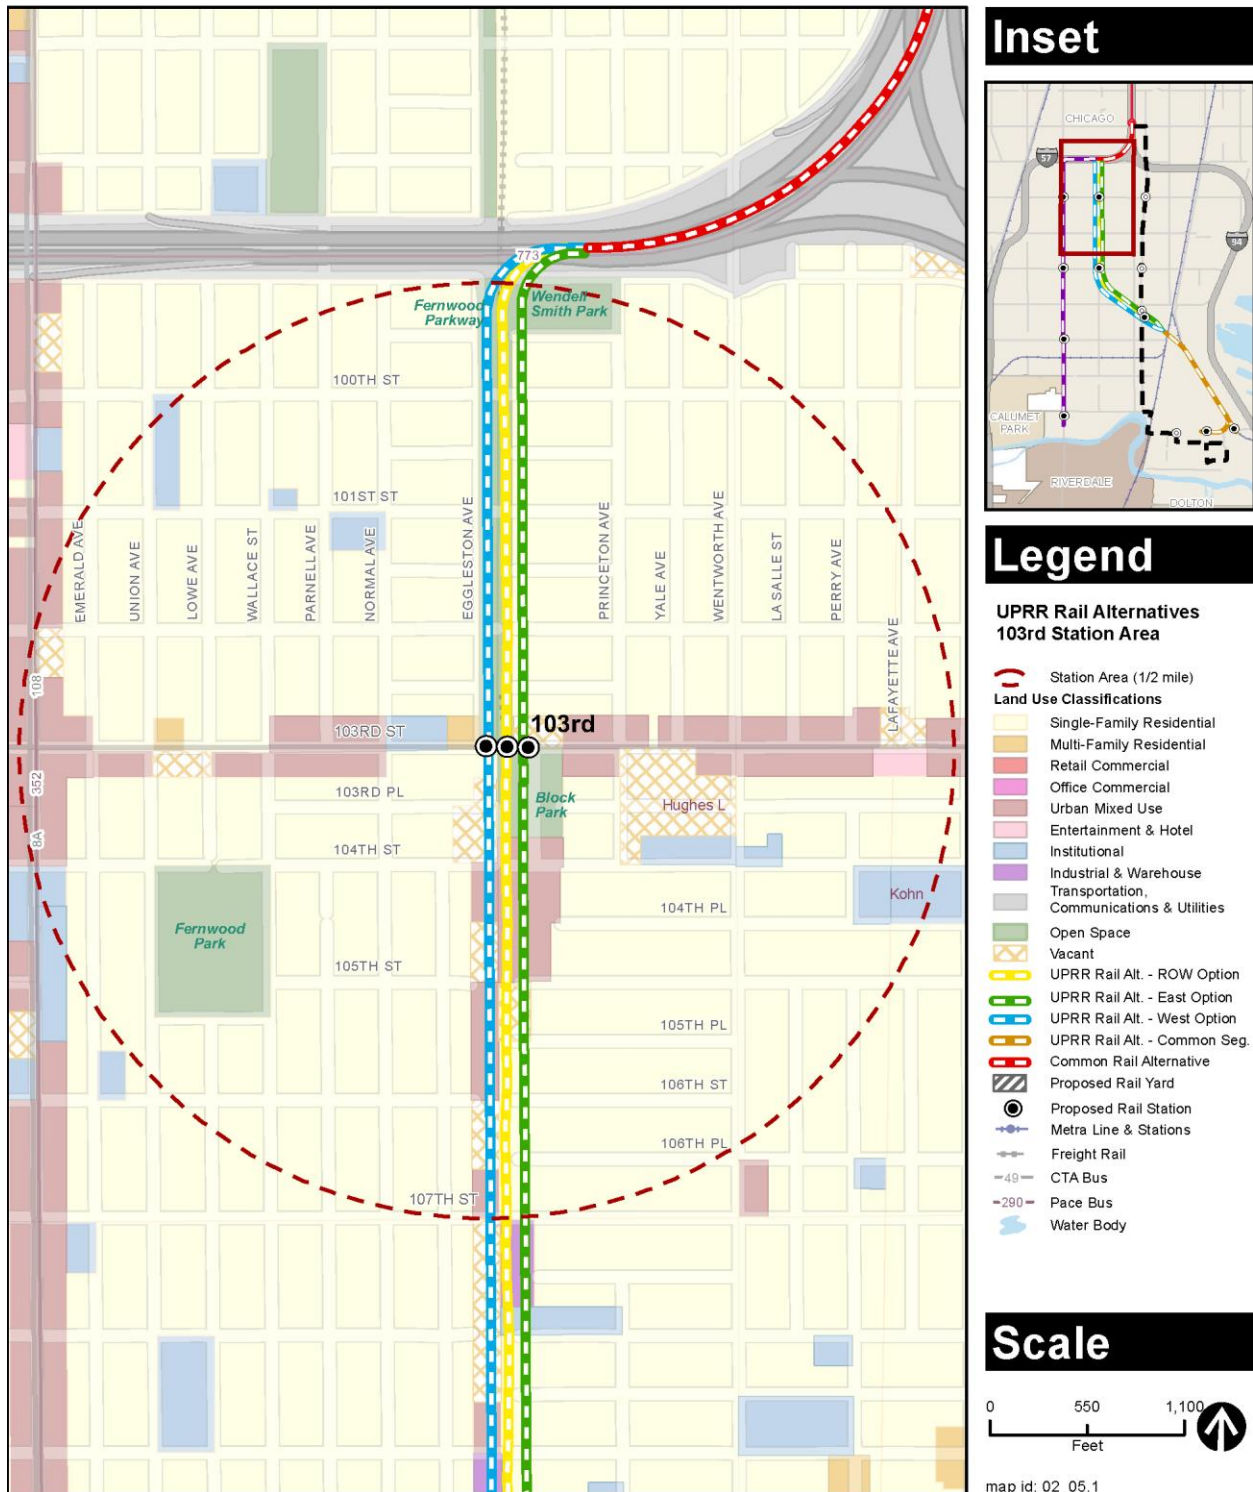 Inset
CHICAGO
57
94
CALUMET
PARK
RIVERDALE
DOLTON
773
Fernwood
Parkway
Wendell
Smith Park
100TH ST
101ST ST
EMERALD AVE
UNION AVE
LOWE AVE
WALLACE ST
PARNELL AVE
NORMAL AVE
EGGLESTON AVE
PRINCETON AVE
YALE AVE
WENTWORTH AVE
LA SALLE ST
PERRY AVE
LAFAYETTE AVE
108
103RD ST
103rd
352
103RD PL
Block
Park
Hughes L
8A
104TH ST
Kohn
104TH PL
Fernwood
Park
105TH ST
105TH PL
106TH ST
106TH PL
107TH ST
Legend
UPRR Rail Alternatives
103rd Station Area
Station Area (1/2 mile)
Land Use Classifications
Single-Family Residential
Multi-Family Residential
Retail Commercial
Office Commercial
Urban Mixed Use
Entertainment & Hotel
Institutional
Industrial & Warehouse
Transportation,
Communications & Utilities
Open Space
Vacant
UPRR Rail Alt. - ROW Option
UPRR Rail Alt. - East Option
UPRR Rail Alt. - West Option
UPRR Rail Alt. - Common Seg.
Common Rail Alternative
Proposed Rail Yard
Proposed Rail Station
Metra Line & Stations
Freight Rail
49 CTA Bus
290 Pace Bus
Water Body
Scale
0 550 1,100
Feet
map id: 02_05.1